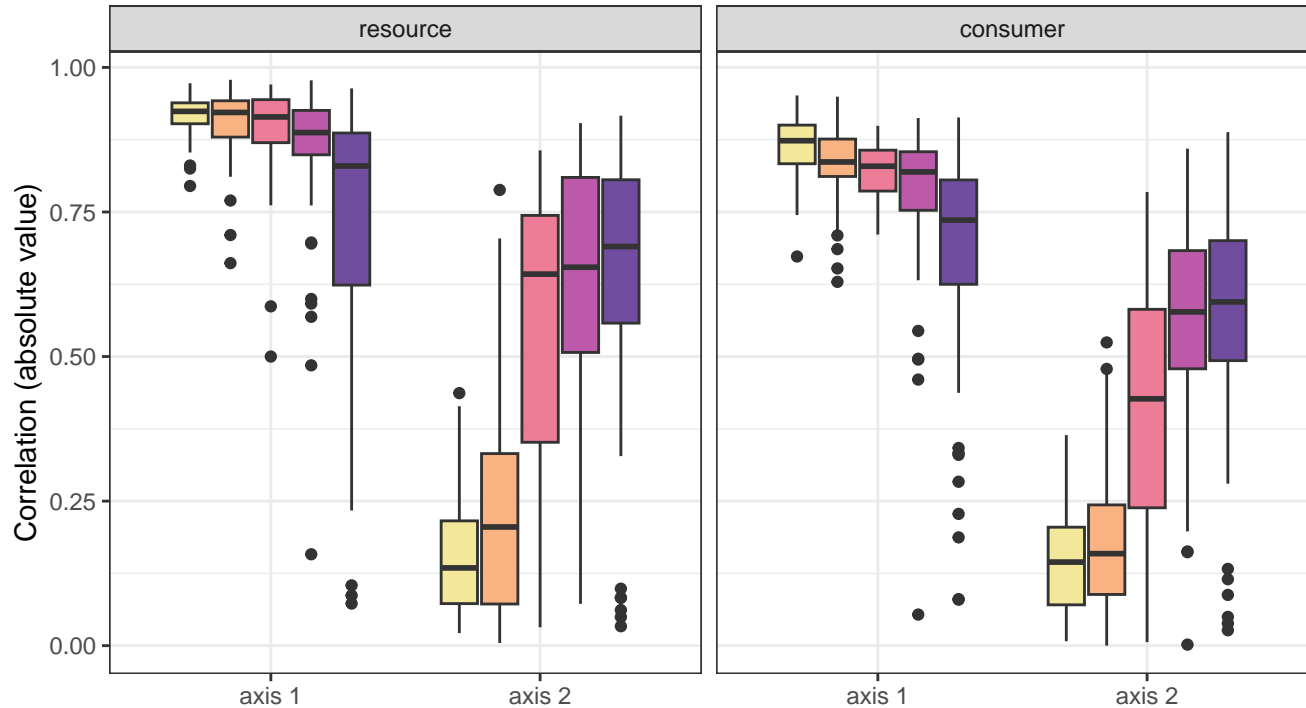 resource
consumer
Correlation (absolute value)
1.00
0.75
0.50
0.25
0.00
axis 1
axis 2
axis 1
axis 2